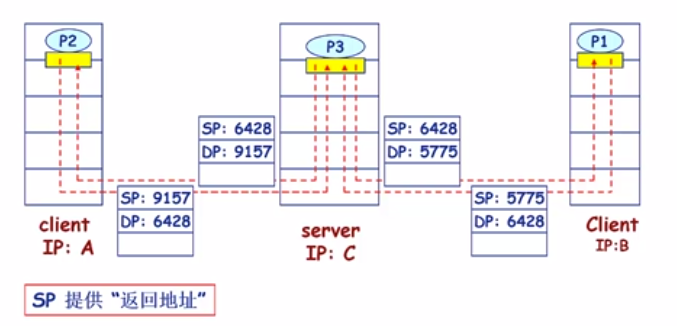 P2
P3
P1
SP: 6428
DP: 9157
SP: 6428
DP: 5775
SP: 9157
DP: 6428
SP: 5775
DP: 6428
client
IP: A
server
IP: C
Client
IP:B
SP 提供 “返回地址”